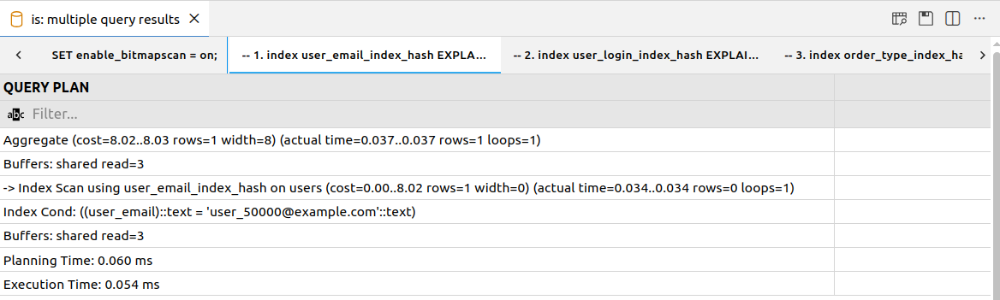 is: multiple query results
SET enable_bitmapscan = on;
-- 1. index user_email_index_hash EXPLA...
-- 2. index user_login_index_hash EXPLAI...
-- 3. index order_type_index_ha
QUERY PLAN
abc Filter...
Aggregate (cost=8.02..8.03 rows=1 width=8) (actual time=0.037..0.037 rows=1 loops=1)
Buffers: shared read=3
-> Index Scan using user_email_index_hash on users (cost=0.00..8.02 rows=1 width=0) (actual time=0.034..0.034 rows=0 loops=1)
Index Cond: ((user_email)::text = 'user_50000@example.com'::text)
Buffers: shared read=3
Planning Time: 0.060 ms
Execution Time: 0.054 ms